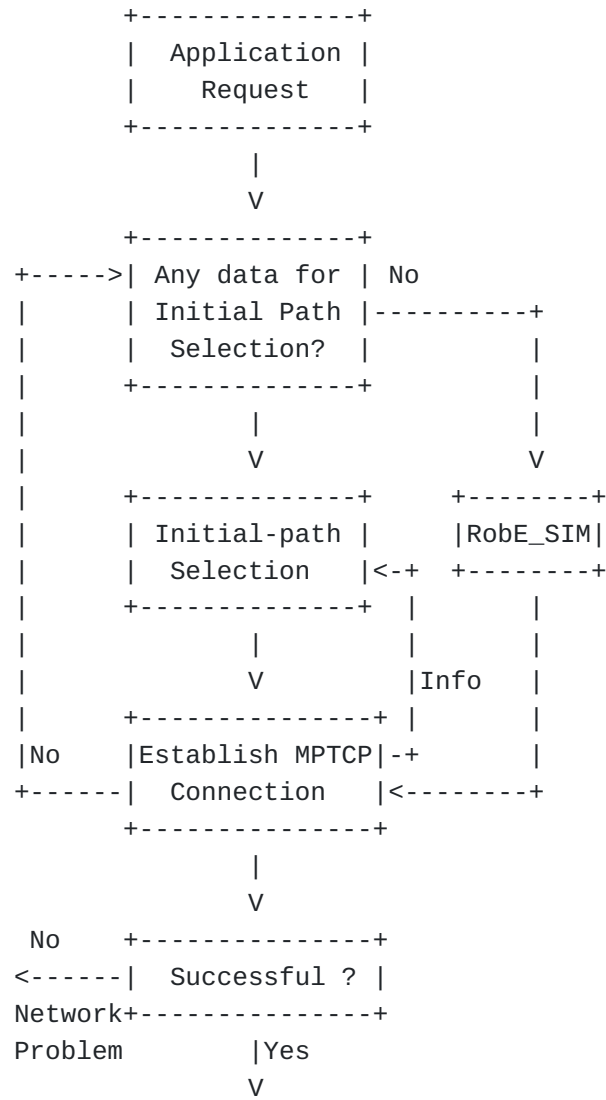 Application
Request
Any data for
No
Initial Path
Selection?
Initial-path
RobE_SIM
Selection
Info
No
Establish MPTCP
Connection
No
Successful ?
Network
Problem
Yes